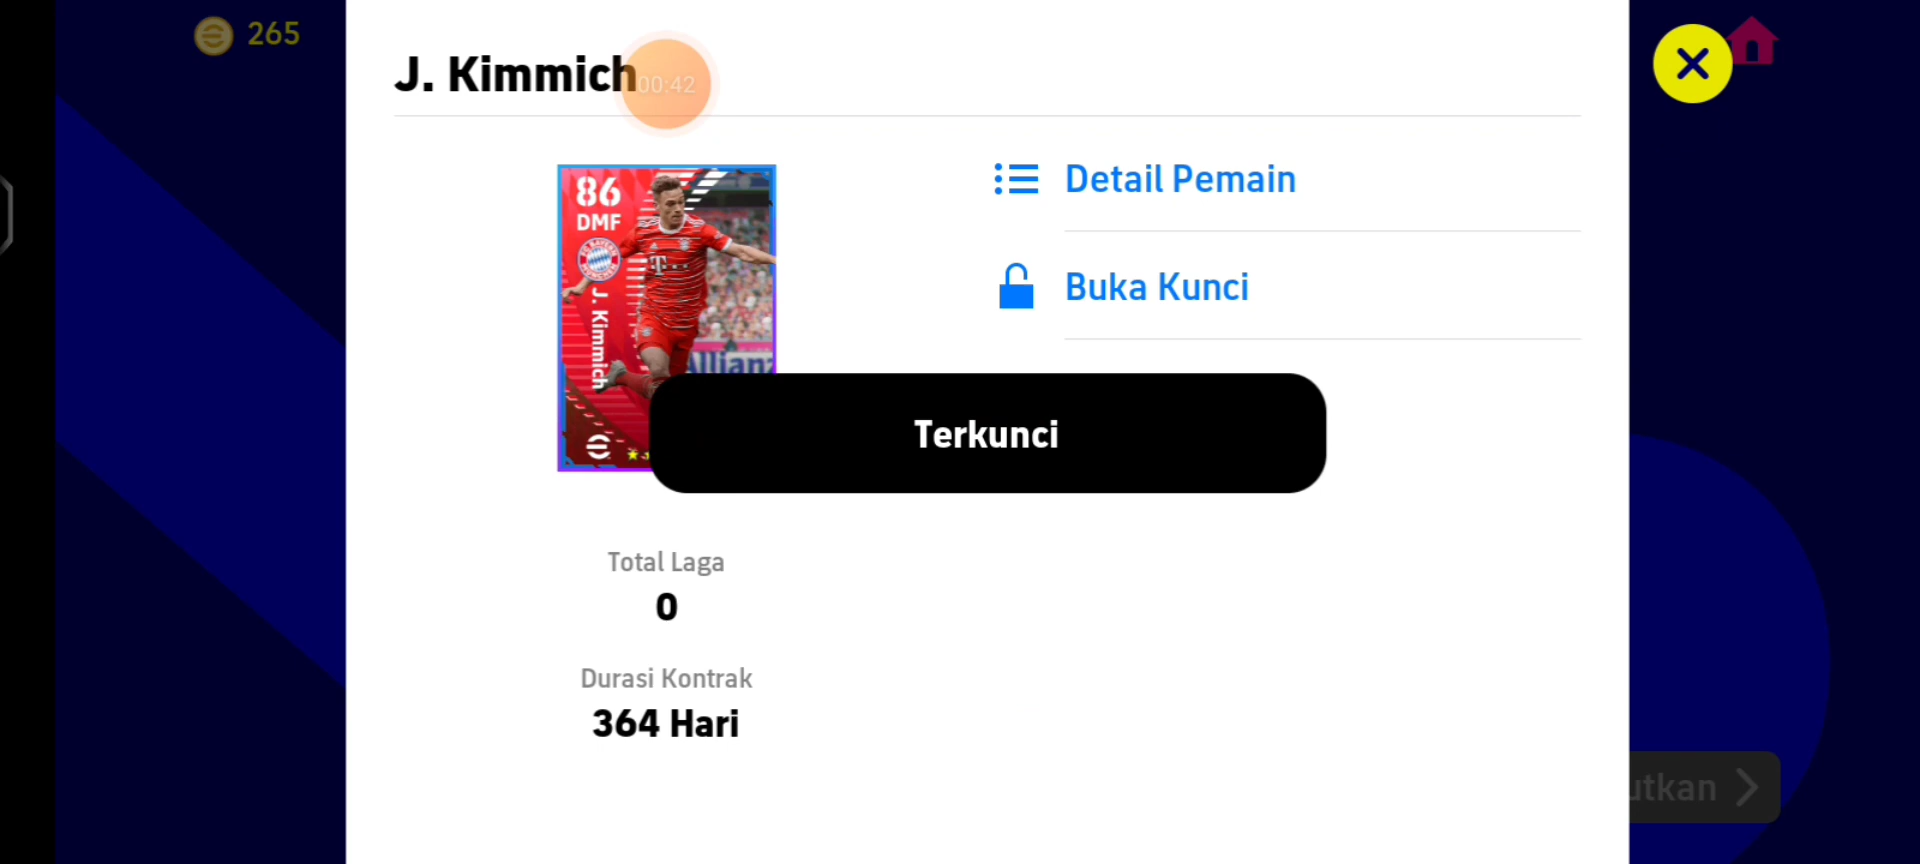 265
J. Kimmich
00:42
86
DMF
J. Kimmich
Allianz
Detail Pemain
Buka Kunci
Terkunci
Total Laga
0
Durasi Kontrak
364 Hari
utkan